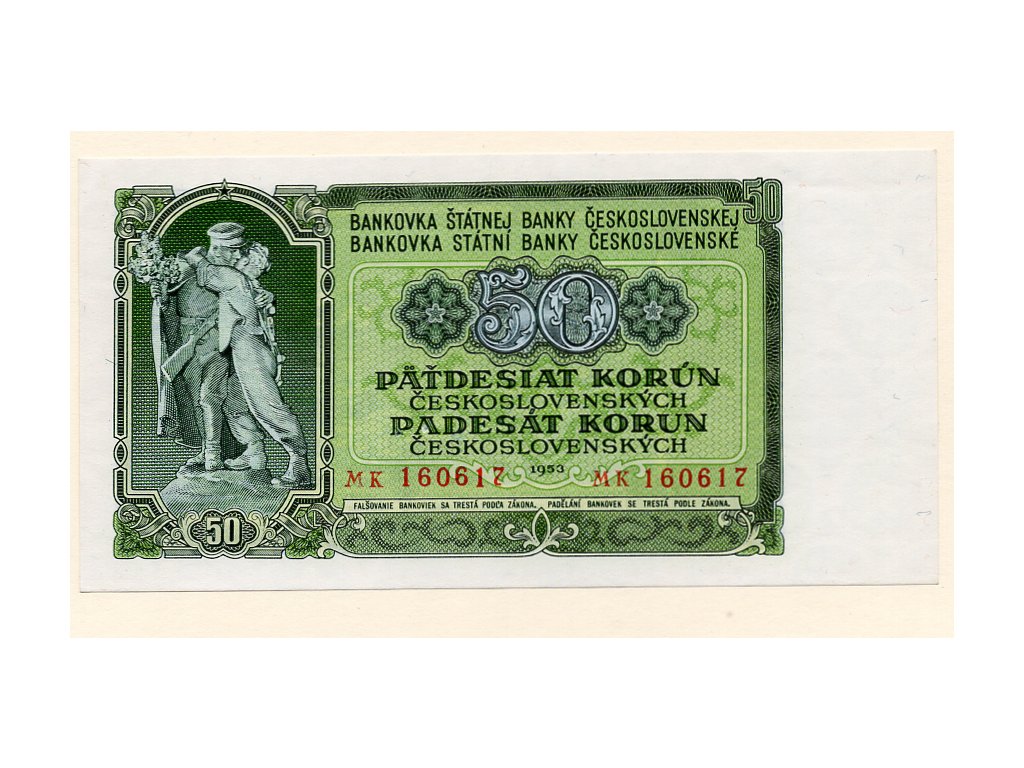 BANKOVKA ŠTÁTNEJ BANKY ČESKOSLOVENSKEJ
50
BANKOVKA STÁTNÍ BANKY ČESKOSLOVENSKÉ
50
PÄŤDESIAT KORÚN
ČESKOSLOVENSKÝCH
PADESÁT KORUN
ČESKOSLOVENSKÝCH
1953
MK 160617 MK 160617
FALŠOVANIE BANKOVIEK SA TRESTÁ PODĽA ZÁKONA. PADĚLÁNÍ BANKOVEK SE TRESTÁ PODLE ZÁKONA.
50